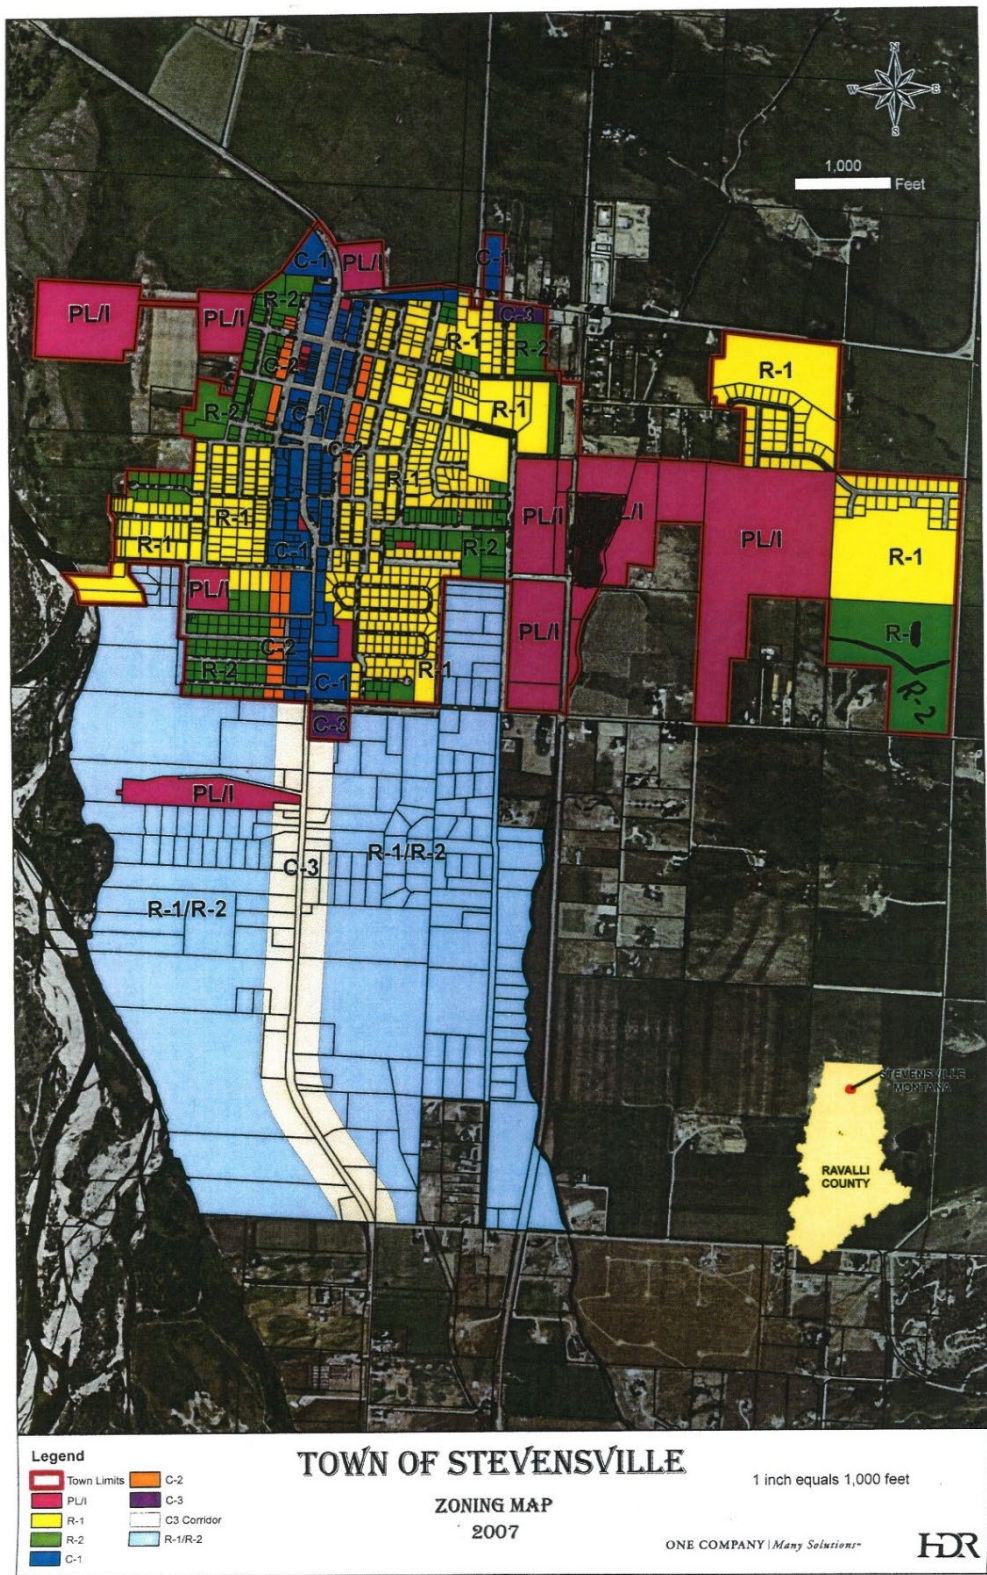 N
W E
S
1,000
Feet
C-1
PL/I
C-1
PL/I
PL/I
R-2
C-3
R-1
R-2
C-2
R-1
R-1
R-2
C-1
C-2
R-1
R-1
R-1
PL/I
/I
PL/I
R-1
C-1
R-2
PL/I
PL/I
R-
R-2
C-2
R-2
R-1
C-1
C-3
PL/I
R-1/R-2
C-3
R-1/R-2
STEVENSVILLE
MONTANA
RAVALLI
COUNTY
Legend
Town Limits
PL/I
R-1
R-2
C-1
C-2
C-3
C3 Corridor
R-1/R-2
TOWN OF STEVENSVILLE
ZONING MAP
2007
1 inch equals 1,000 feet
ONE COMPANY | Many Solutions
HDR